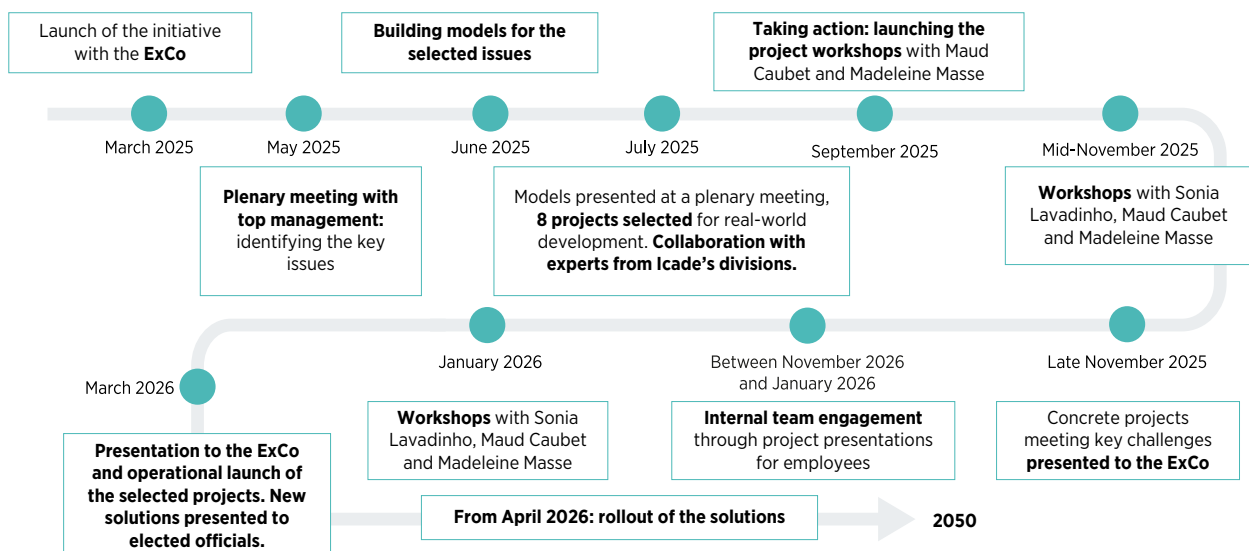 Launch of the initiative
with the ExCo
March 2025
May 2025
Plenary meeting with
top management:
identifying the key
issues
Building models for the
selected issues
June 2025
July 2025
Models presented at a plenary meeting,
8 projects selected for real-world
development. Collaboration with
experts from Icade’s divisions.
Taking action: launching the
project workshops with Maud
Caubet and Madeleine Masse
September 2025
Mid-November 2025
Workshops with Sonia
Lavadinho, Maud Caubet
and Madeleine Masse
Late November 2025
Concrete projects
meeting key challenges
presented to the ExCo
Between November 2026
and January 2026
Internal team engagement
through project presentations
for employees
January 2026
Workshops with Sonia
Lavadinho, Maud Caubet
and Madeleine Masse
March 2026
Presentation to the ExCo
and operational launch of
the selected projects. New
solutions presented to
elected officials.
From April 2026: rollout of the solutions
2050